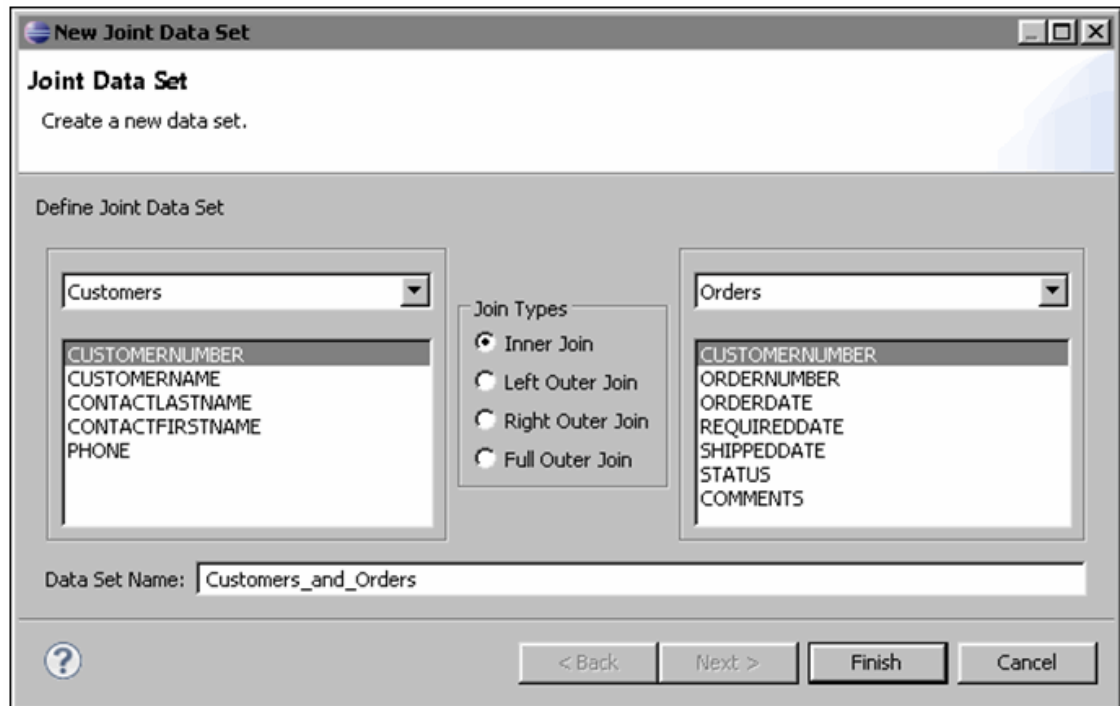 New Joint Data Set
Joint Data Set
Create a new data set.
Define Joint Data Set
Customers
CUSTOMERNUMBER
CUSTOMERNAME
CONTACTLASTNAME
CONTACTFIRSTNAME
PHONE
Join Types
Inner Join
Left Outer Join
Right Outer Join
Full Outer Join
Orders
CUSTOMERNUMBER
ORDERNUMBER
ORDERDATE
REQUIREDDATE
SHIPPEDDATE
STATUS
COMMENTS
Data Set Name: Customers_and_Orders
? < Back Next > Finish Cancel